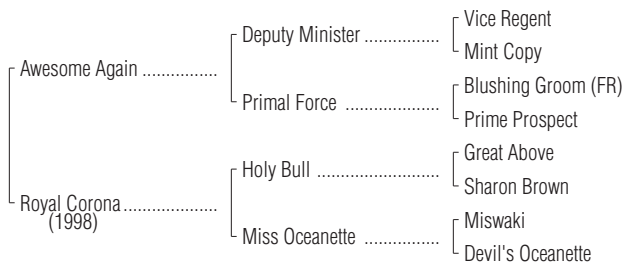 Vice Regent
Deputy Minister ................
Mint Copy
Awesome Again ................
Blushing Groom (FR)
Primal Force ....................
Prime Prospect
Great Above
Holy Bull ..........................
Sharon Brown
Royal Corona ...................
(1998)
Miswaki
Miss Oceanette ................
Devil's Oceanette